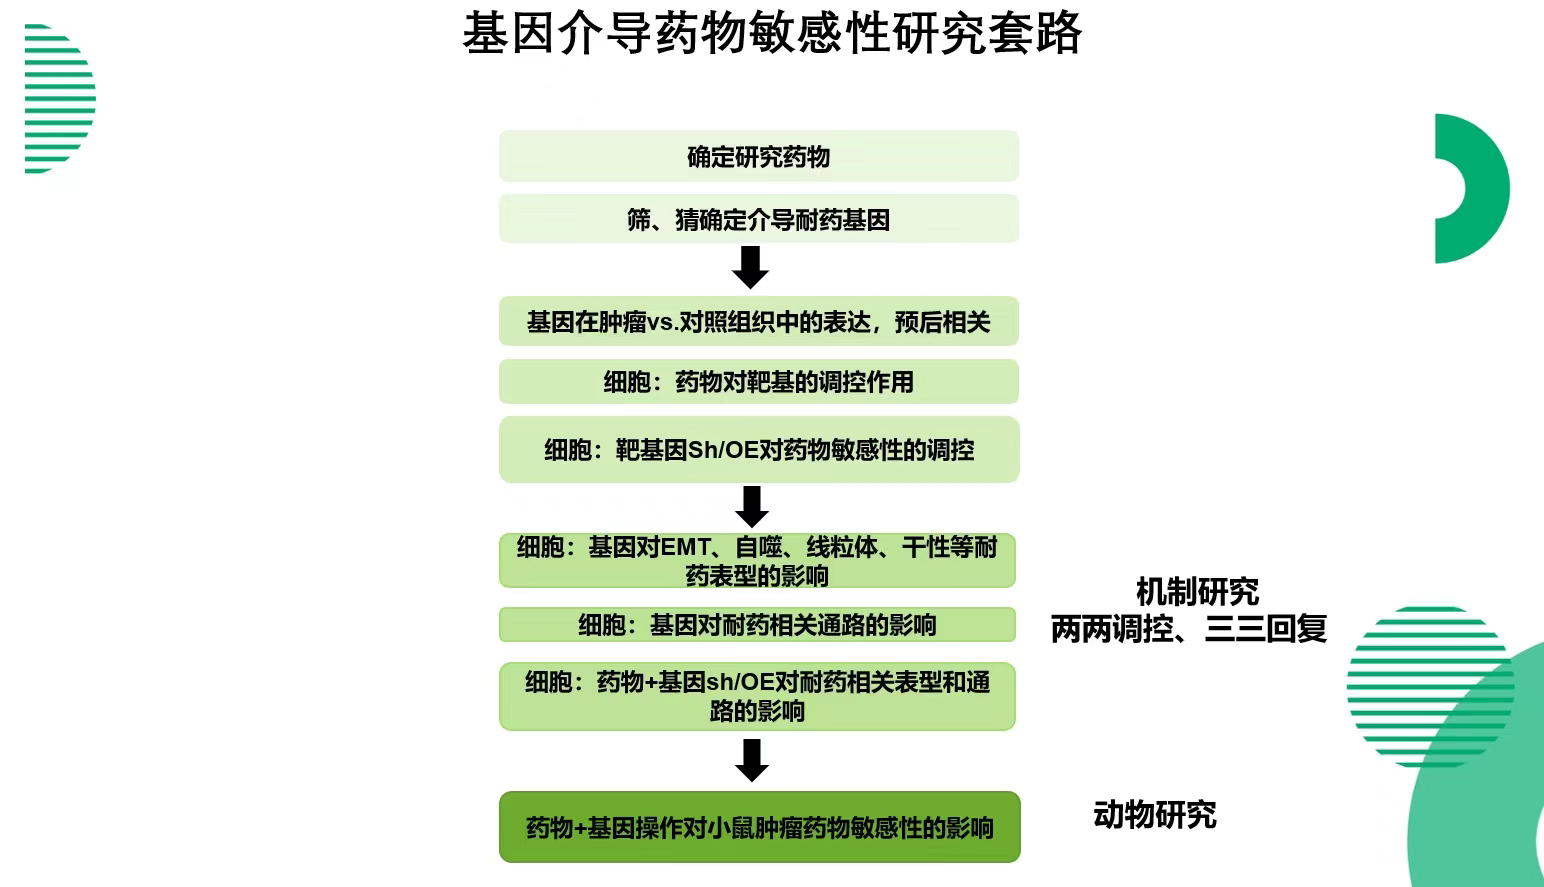 基因介导药物敏感性研究套路
确定研究药物
筛、猜确定介导耐药基因
基因在肿瘤vs.对照组织中的表达，预后相关
细胞：药物对靶基的调控作用
细胞：靶基因Sh/OE对药物敏感性的调控
细胞：基因对EMT、自噬、线粒体、干性等耐
药表型的影响
细胞：基因对耐药相关通路的影响
细胞：药物+基因sh/OE对耐药相关表型和通
路的影响
机制研究
两两调控、三三回复
药物+基因操作对小鼠肿瘤药物敏感性的影响
动物研究